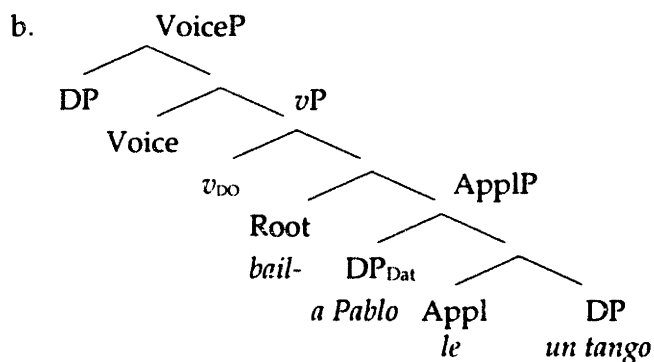 b. VoiceP
DP
Voice vP
vDO
Root ApplP
bail- DPDat
a Pablo Appl DP
le un tango